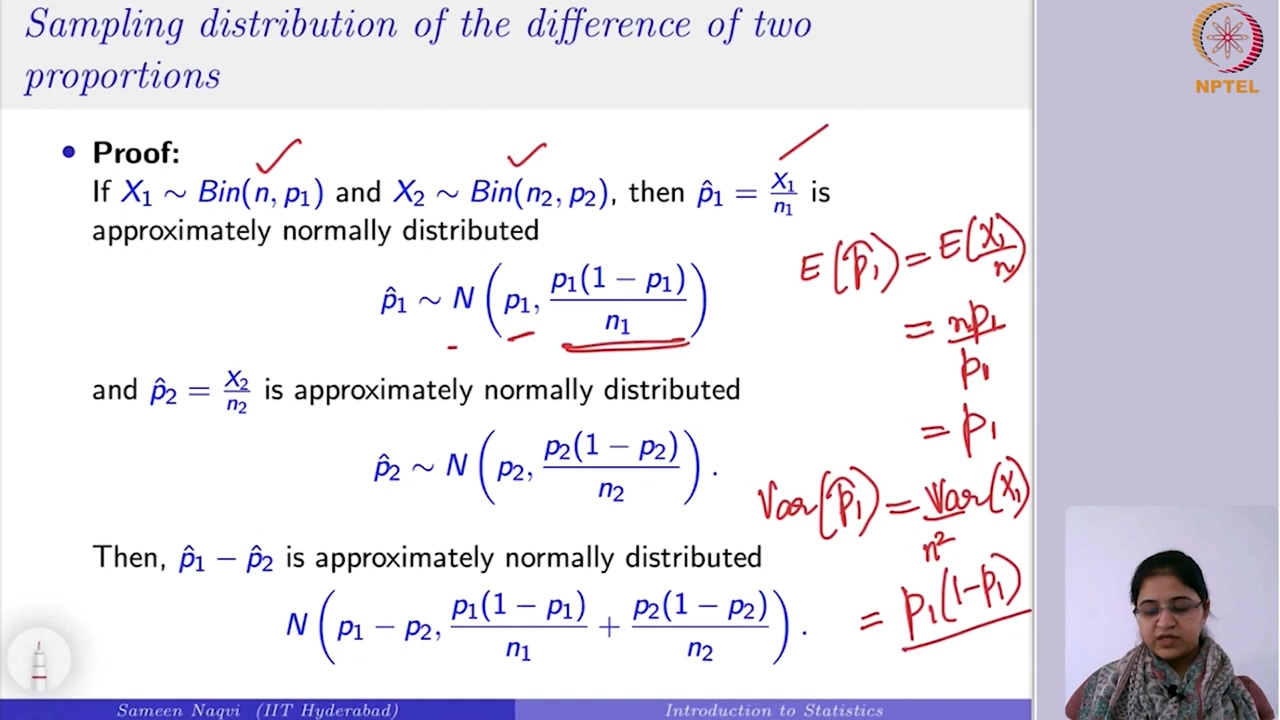 Sampling distribution of the difference of two
proportions
NPTEL
• Proof:
If X₁ ∼ Bin(n, p₁) and X₂ ∼ Bin(n₂, p₂), then p̂₁ = X₁/n₁ is
approximately normally distributed
p̂₁ ∼ N(p₁, p₁(1 − p₁)/n₁)
and p̂₂ = X₂/n₂ is approximately normally distributed
p̂₂ ∼ N(p₂, p₂(1 − p₂)/n₂).
Then, p̂₁ − p̂₂ is approximately normally distributed
N(p₁ − p₂, p₁(1 − p₁)/n₁ + p₂(1 − p₂)/n₂).
E(p̂₁) = E(X₁/n)
= np₁/p₁
= p₁
Var(p̂₁) = Var(X₁)/n²
= p₁(1−p₁)
Sameen Naqvi (IIT Hyderabad)
Introduction to Statistics